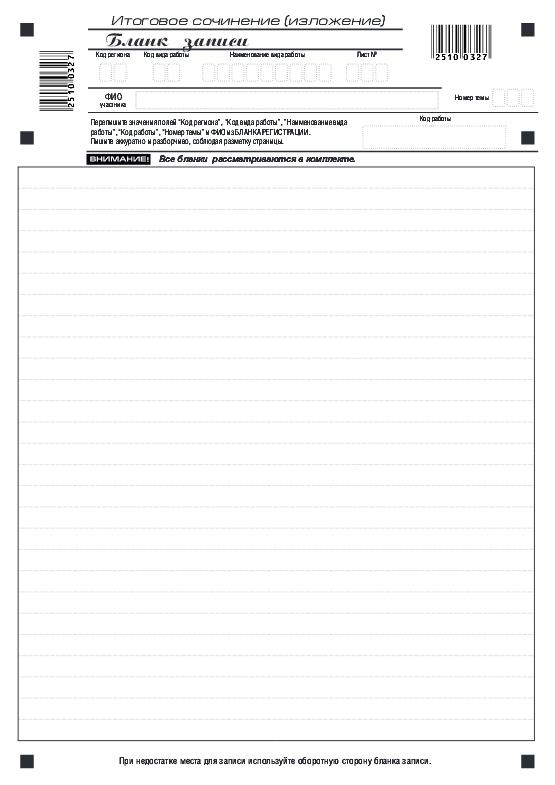 Итоговое сочинение (изложение)
Бланк записи
2510 0327
2510 0327
Код региона Код вида работы Наименование вида работы Лист №
ФИО участника
Номер темы
Перепишите значения полей "Код региона", "Код вида работы", "Наименование вида
работы", "Код работы", "Номер темы" и ФИО из БЛАНКА РЕГИСТРАЦИИ.
Пишите аккуратно и разборчиво, соблюдая разметку страницы.
Код работы
ВНИМАНИЕ! Все бланки рассматриваются в комплекте.
При недостатке места для записи используйте оборотную сторону бланка записи.